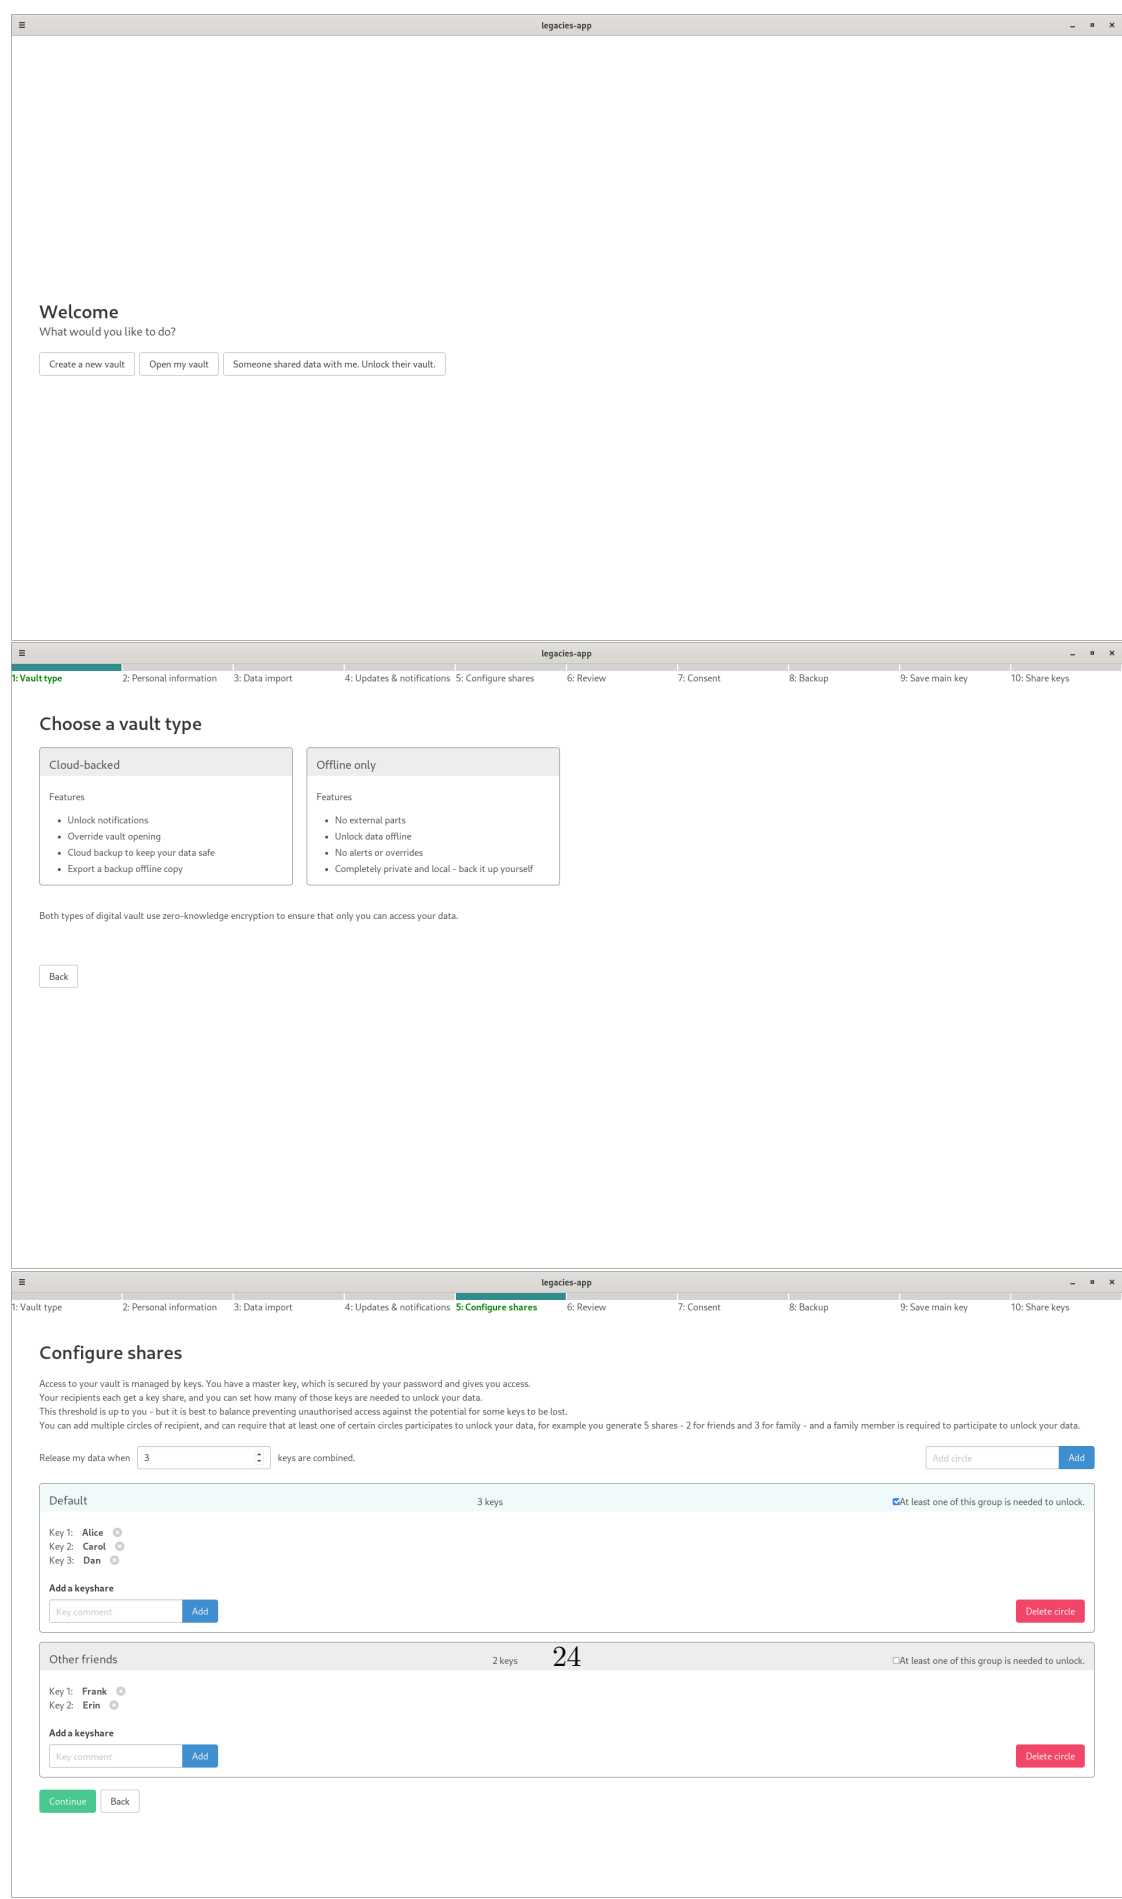 legacies-app
Welcome
What would you like to do?
Create a new vault Open my vault Someone shared data with me. Unlock their vault.
legacies-app
1: Vault type 2: Personal information 3: Data import 4: Updates & notifications 5: Configure shares 6: Review 7: Consent 8: Backup 9: Save main key 10: Share keys
Choose a vault type
Cloud-backed
Features
• Unlock notifications
• Override vault opening
• Cloud backup to keep your data safe
• Export a backup offline copy
Offline only
Features
• No external parts
• Unlock data offline
• No alerts or overrides
• Completely private and local - back it up yourself
Both types of digital vault use zero-knowledge encryption to ensure that only you can access your data.
Back
legacies-app
1: Vault type 2: Personal information 3: Data import 4: Updates & notifications 5: Configure shares 6: Review 7: Consent 8: Backup 9: Save main key 10: Share keys
Configure shares
Access to your vault is managed by keys. You have a master key, which is secured by your password and gives you access.
Your recipients each get a key share, and you can set how many of those keys are needed to unlock your data.
This threshold is up to you - but it is best to balance preventing unauthorised access against the potential for some keys to be lost.
You can add multiple circles of recipient, and can require that at least one of certain circles participates to unlock your data, for example you generate 5 shares - 2 for friends and 3 for family - and a family member is required to participate to unlock your data.
Release my data when 3 keys are combined. Add circle Add
Default 3 keys At least one of this group is needed to unlock.
Key 1: Alice
Key 2: Carol
Key 3: Dan
Add a keyshare
Key comment Add Delete circle
Other friends 2 keys 24 At least one of this group is needed to unlock.
Key 1: Frank
Key 2: Erin
Add a keyshare
Key comment Add Delete circle
Continue Back